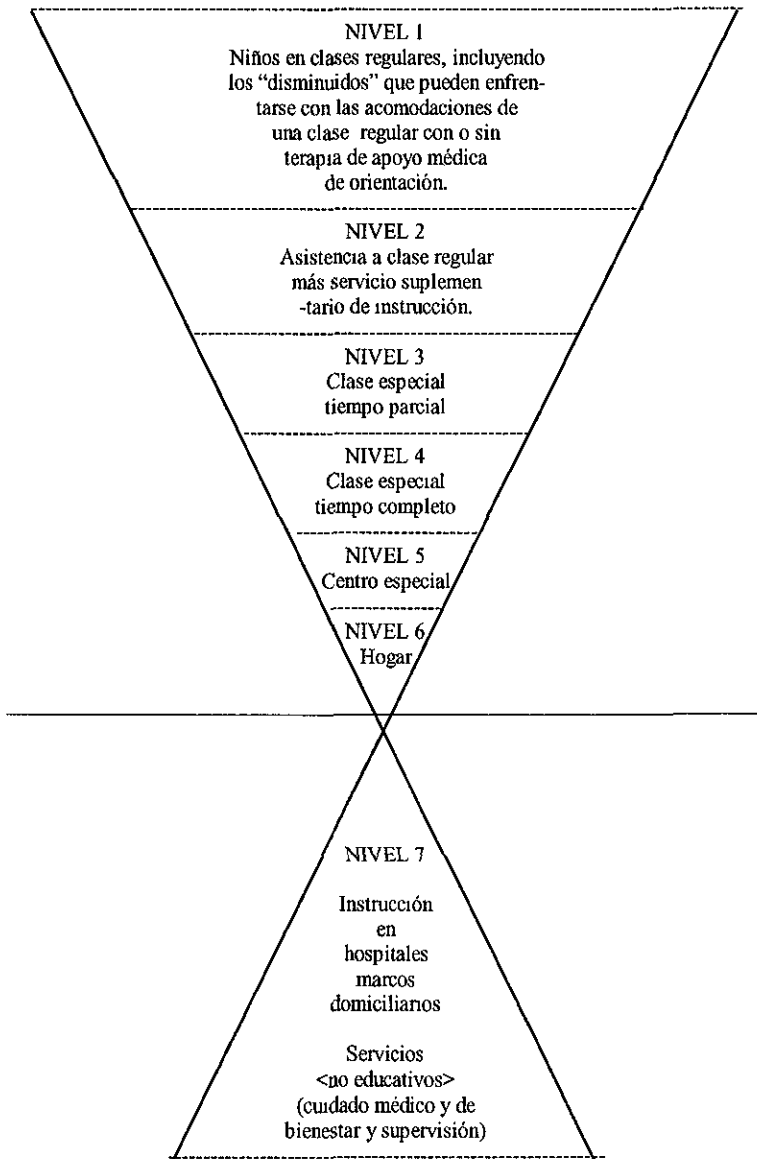 NIVEL 1
Niños en clases regulares, incluyendo
los “disminuidos” que pueden enfren-
tarse con las acomodaciones de
una clase regular con o sin
terapia de apoyo médica
de orientación.
NIVEL 2
Asistencia a clase regular
más servicio suplemen
-tario de instrucción.
NIVEL 3
Clase especial
tiempo parcial
NIVEL 4
Clase especial
tiempo completo
NIVEL 5
Centro especial
NIVEL 6
Hogar
NIVEL 7
Instrucción
en
hospitales
marcos
domiciliarios
Servicios
<no educativos>
(cuidado médico y de
bienestar y supervisión)